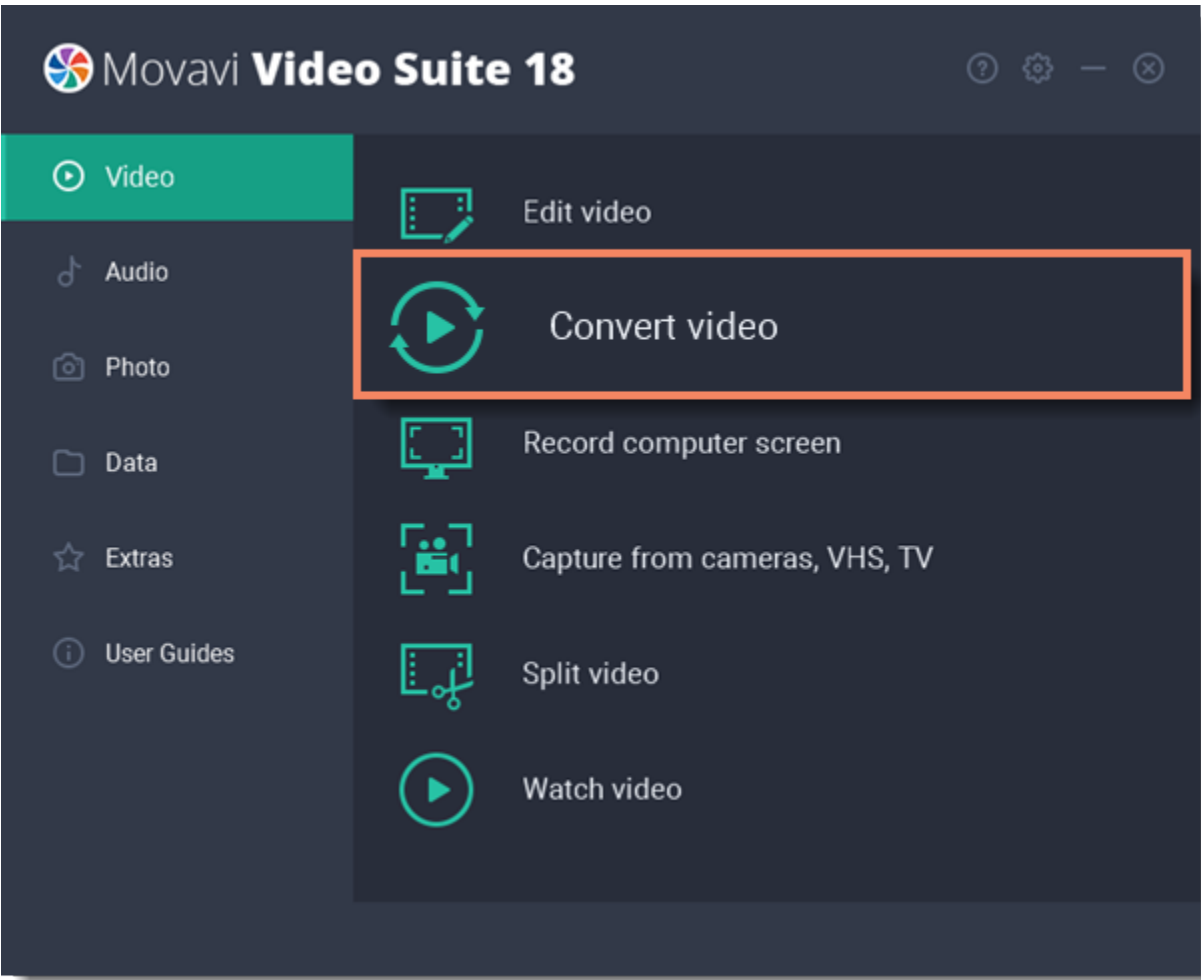 Movavi Video Suite 18
Video
Audio
Photo
Data
Extras
User Guides
Edit video
Convert video
Record computer screen
Capture from cameras, VHS, TV
Split video
Watch video